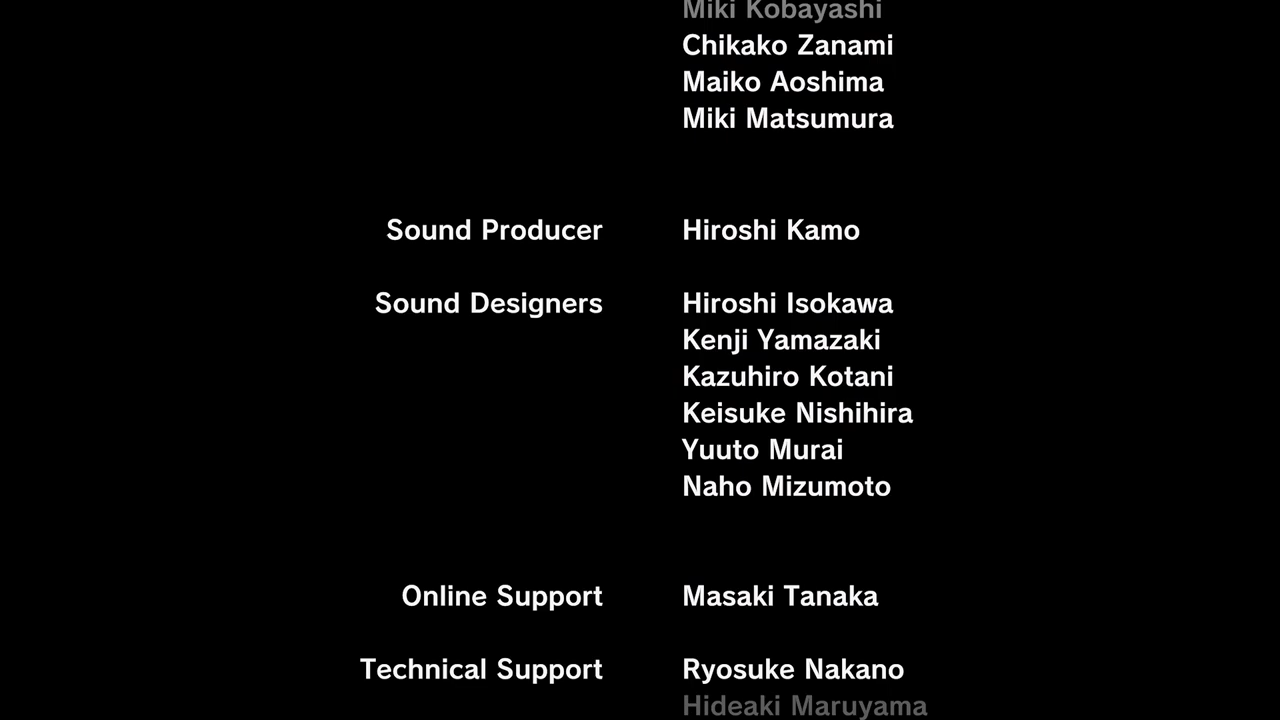 Miki Kobayashi
Chikako Zanami
Maiko Aoshima
Miki Matsumura
Sound Producer Hiroshi Kamo
Sound Designers Hiroshi Isokawa
Kenji Yamazaki
Kazuhiro Kotani
Keisuke Nishihira
Yuuto Murai
Naho Mizumoto
Online Support Masaki Tanaka
Technical Support Ryosuke Nakano
Hideaki Maruyama